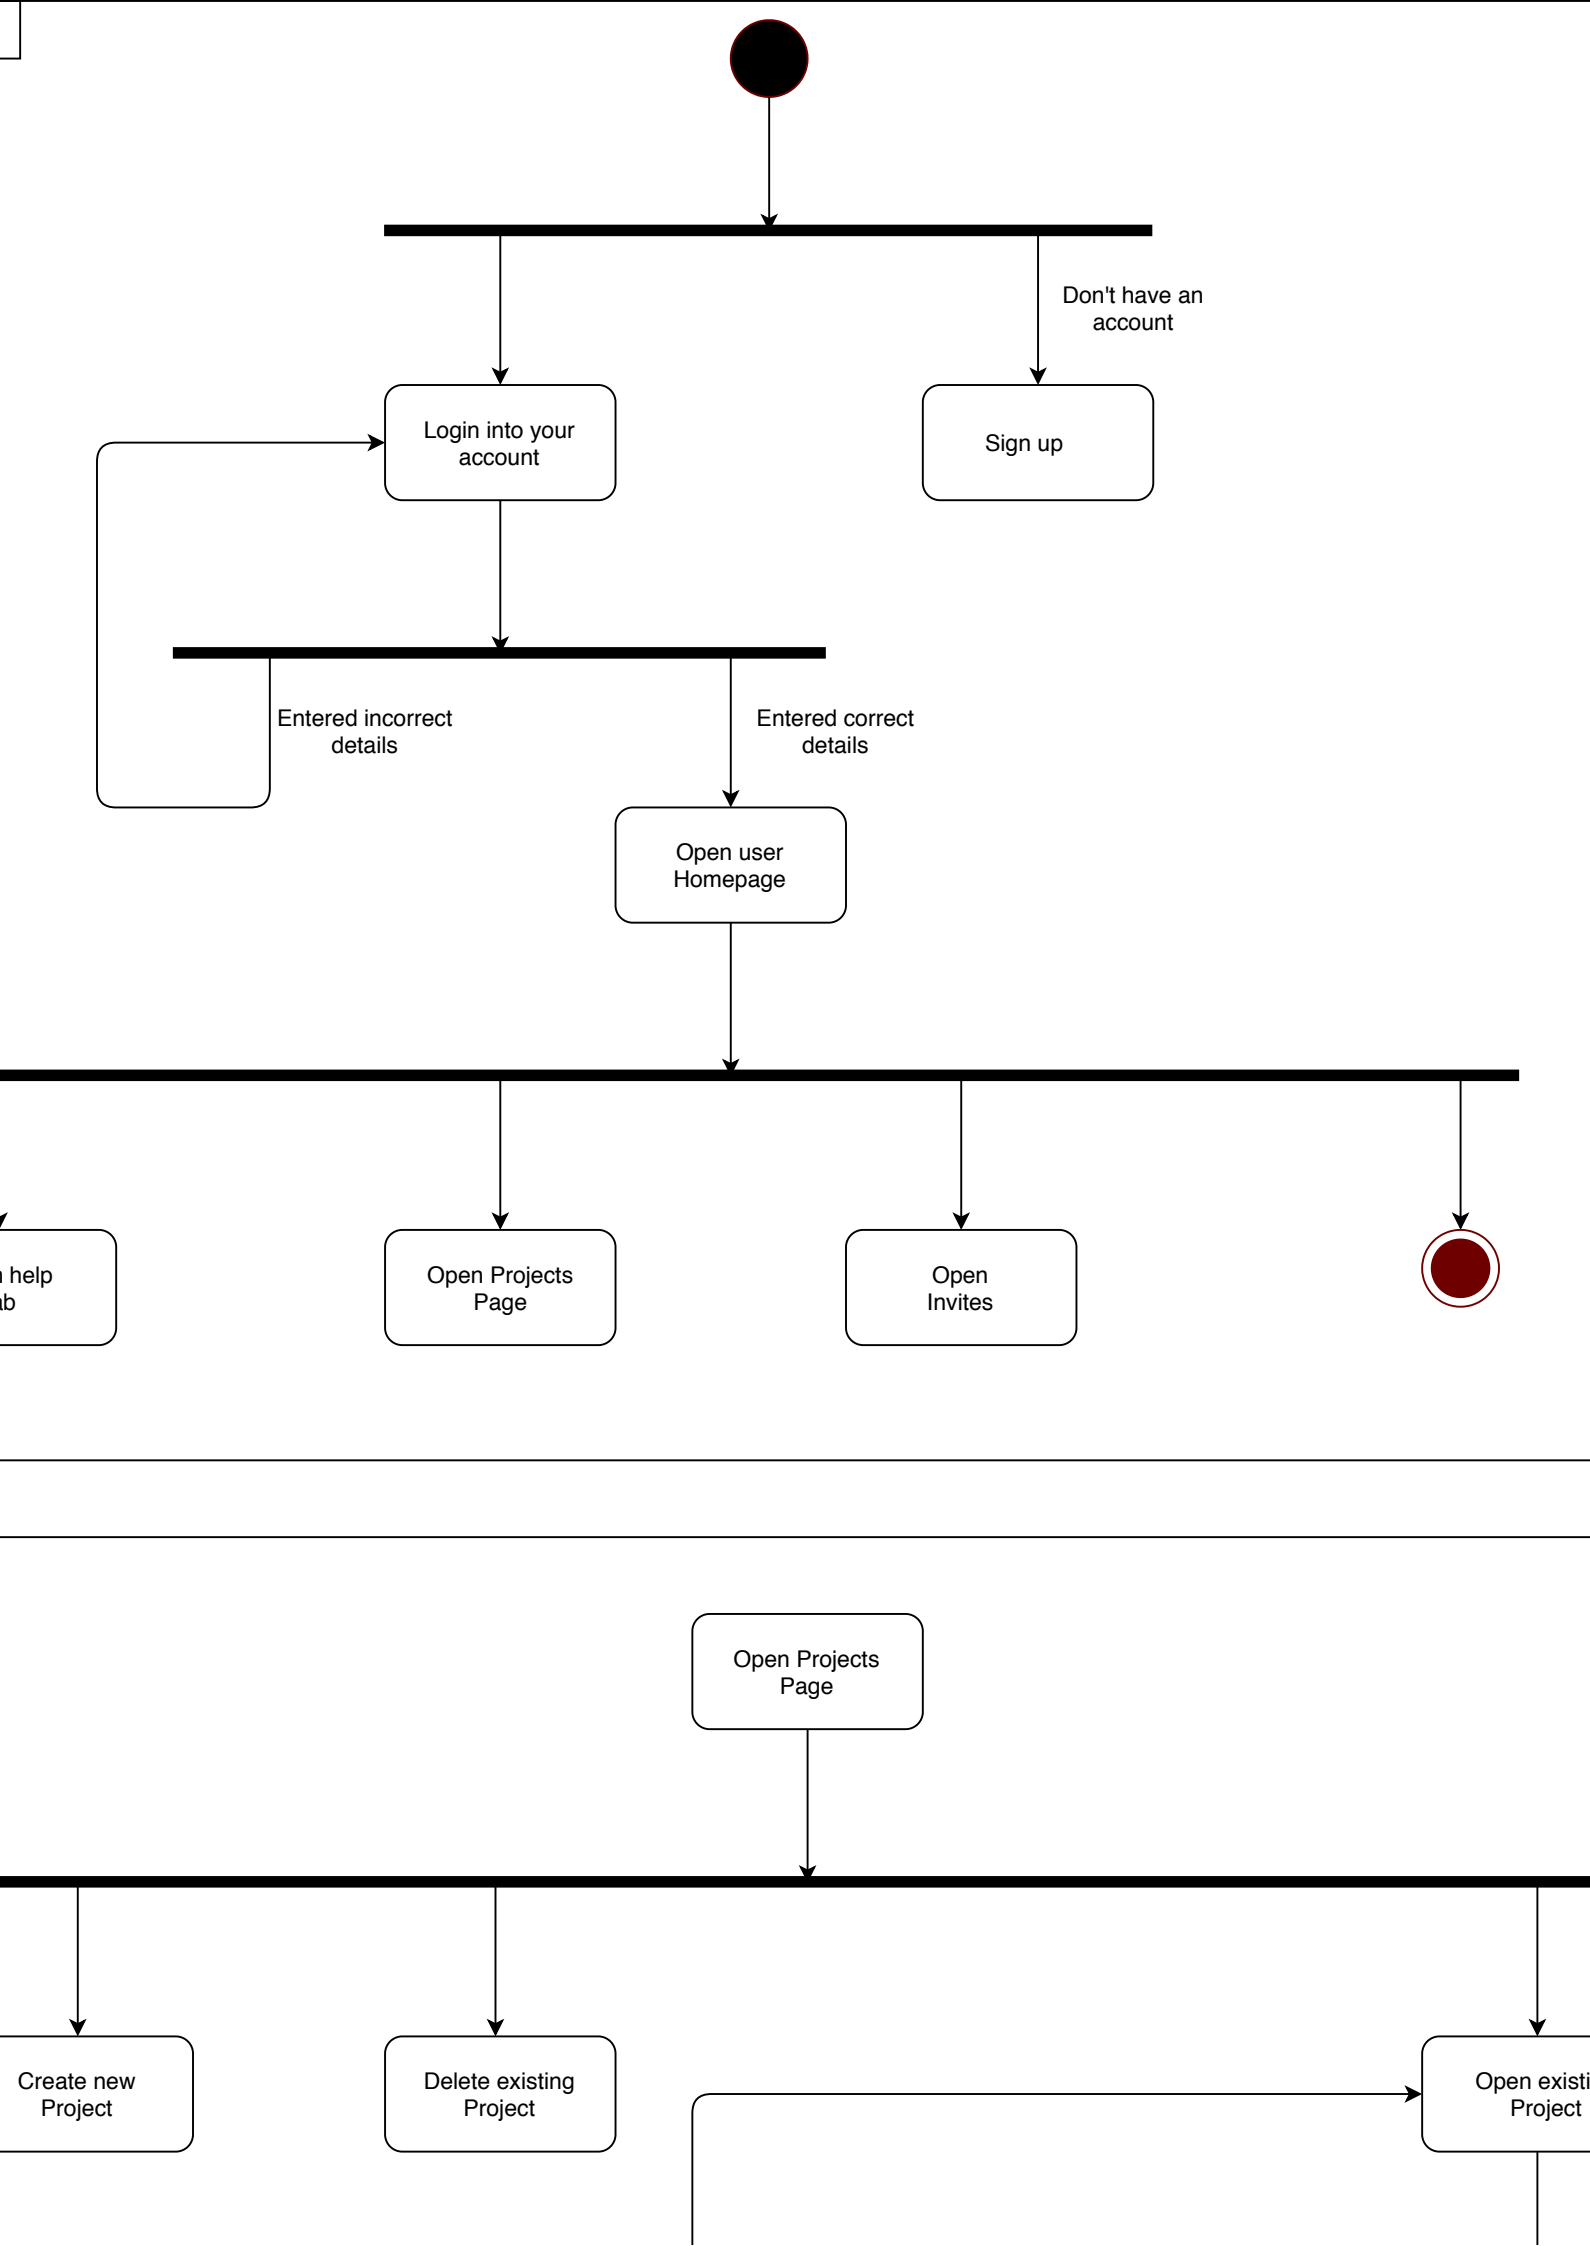 Don't have an
account
Login into your
account
Sign up
Entered incorrect
details
Entered correct
details
Open user
Homepage
help
Open Projects
Page
Open
Invites
Open Projects
Page
Create new
Project
Delete existing
Project
Open
Project